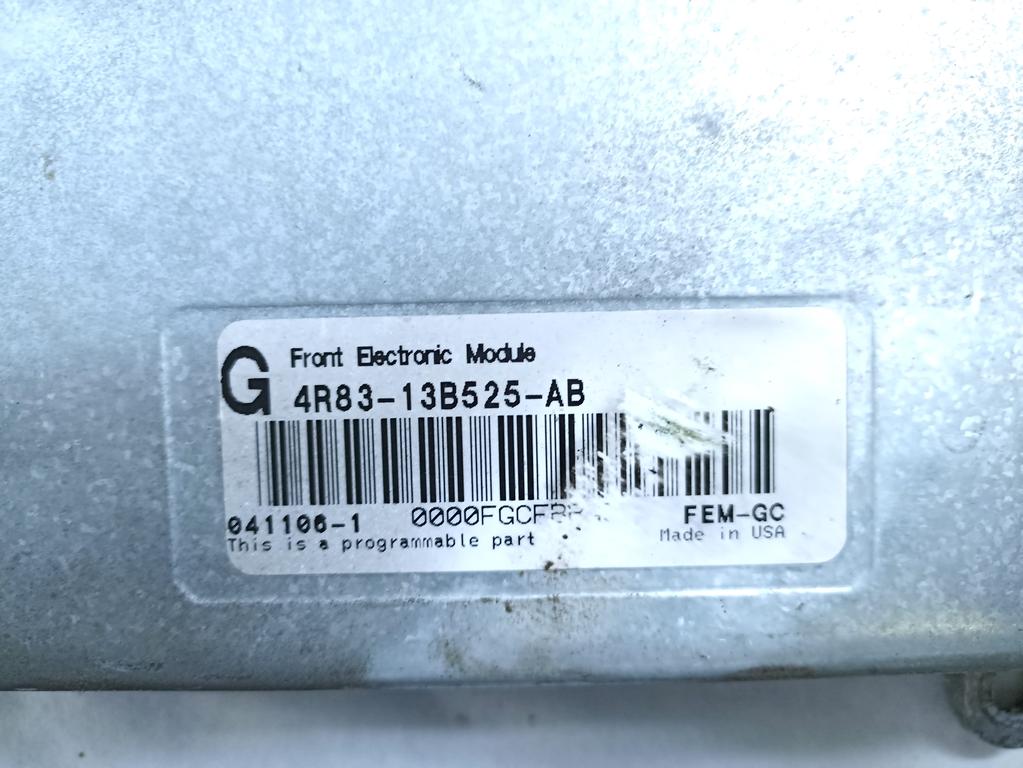 G
Front Electronic Module
4R83-13B525-AB
041106-1
FEM-GC
This is a programmable part
Made in USA